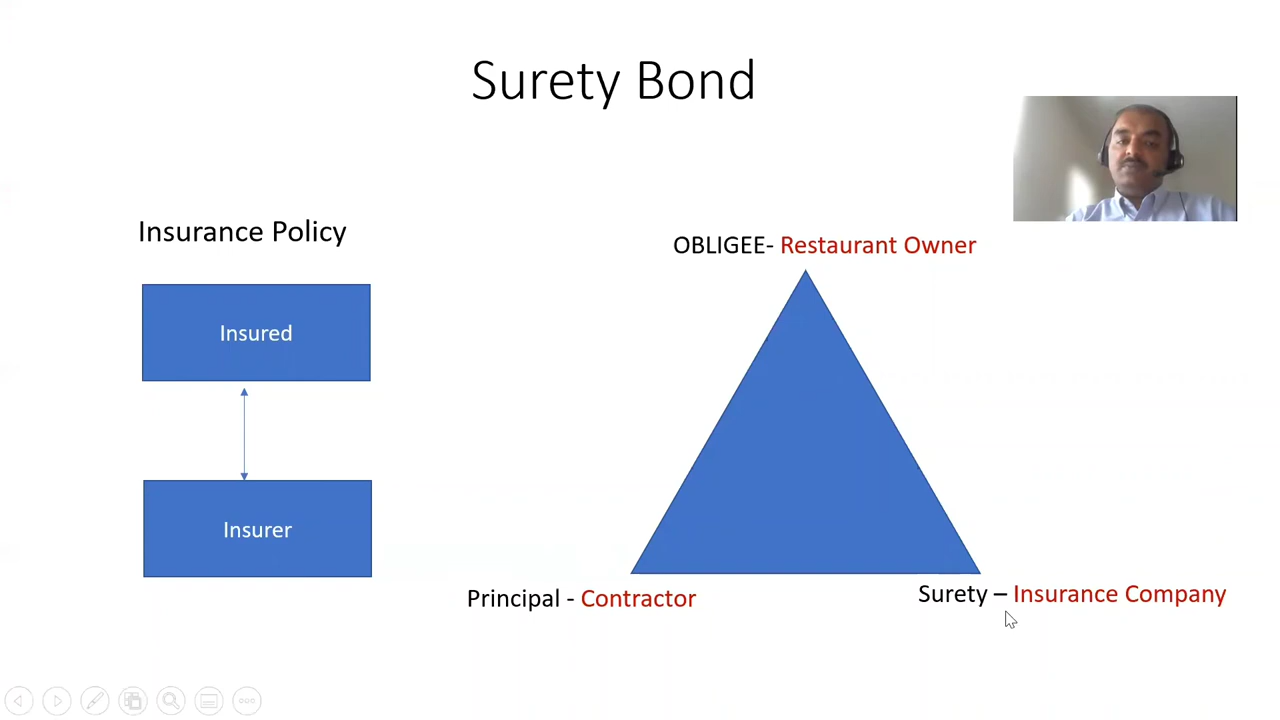 Surety Bond
Insurance Policy
Insured
Insurer
OBLIGEE- Restaurant Owner
Principal - Contractor
Surety – Insurance Company